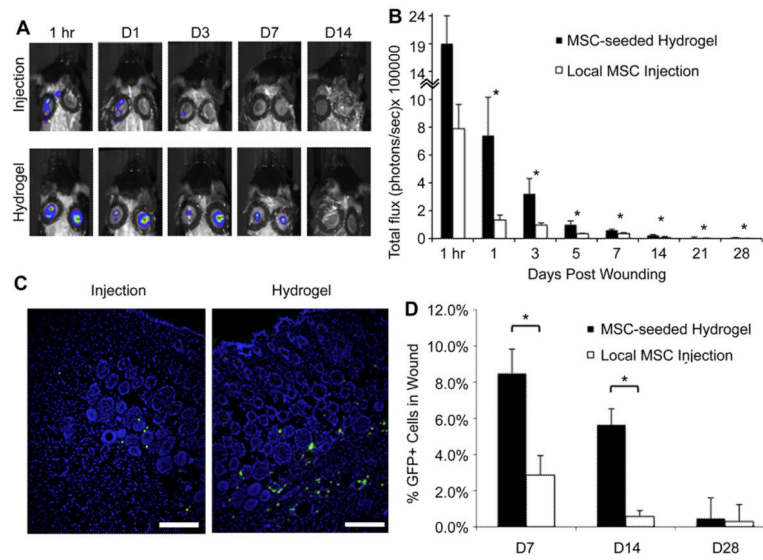 A
1 hr D1 D3 D7 D14
Injection
Hydrogel
B
Total flux (photons/sec)x 100000
24
19
14
8
6
4
2
0
MSC-seeded Hydrogel
Local MSC Injection
* * * * * * *
1 hr 1 3 5 7 14 21 28
Days Post Wounding
C
Injection Hydrogel
D
% GFP+ Cells in Wound
12.0%
10.0%
8.0%
6.0%
4.0%
2.0%
0.0%
MSC-seeded Hydrogel
Local MSC Injection
* *
D7 D14 D28